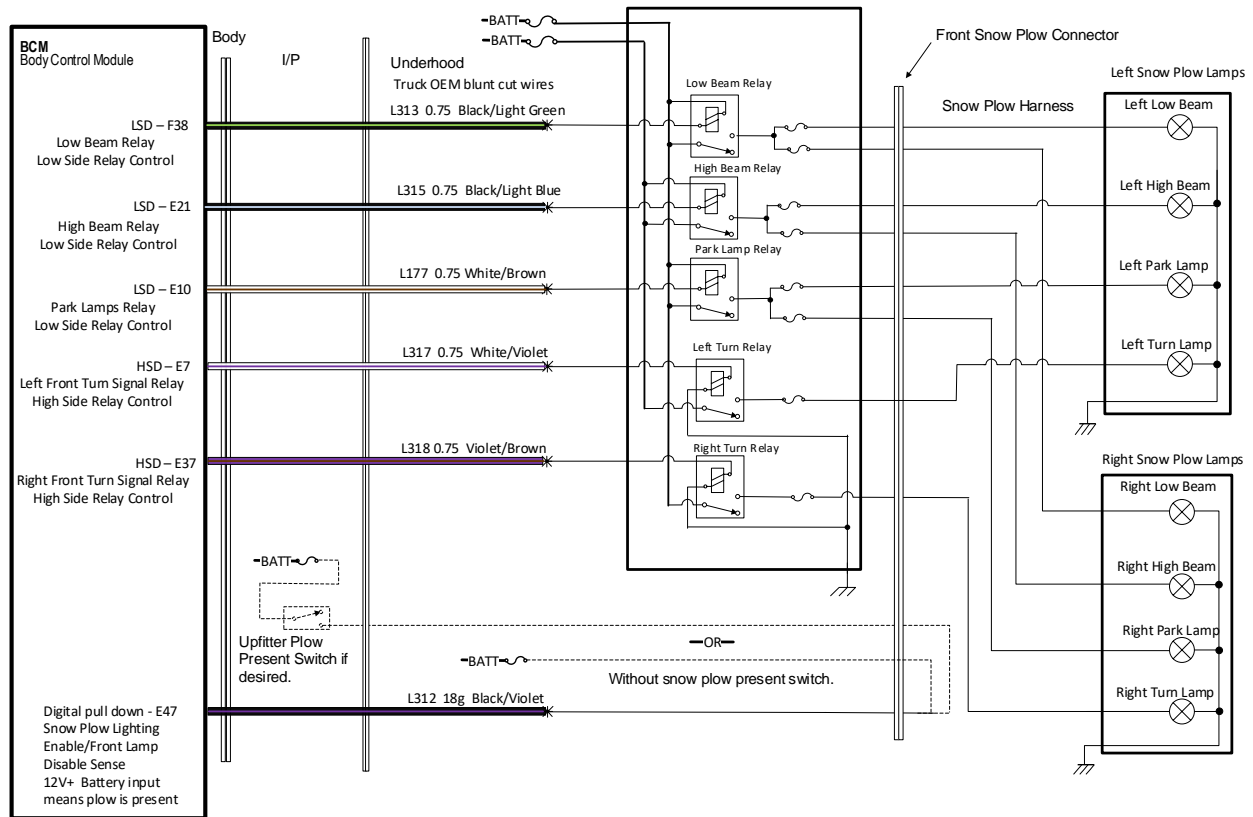 BCM
Body Control Module
Body
I/P
Underhood
Truck OEM blunt cut wires
-BATT
-BATT
Front Snow Plow Connector
Snow Plow Harness
LSD – F38
Low Beam Relay
Low Side Relay Control
L313 0.75 Black/Light Green
Low Beam Relay
LSD – E21
High Beam Relay
Low Side Relay Control
L315 0.75 Black/Light Blue
High Beam Relay
LSD – E10
Park Lamps Relay
Low Side Relay Control
L177 0.75 White/Brown
Park Lamp Relay
HSD – E7
Left Front Turn Signal Relay
High Side Relay Control
L317 0.75 White/Violet
Left Turn Relay
HSD – E37
Right Front Turn Signal Relay
High Side Relay Control
L318 0.75 Violet/Brown
Right Turn Relay
Left Snow Plow Lamps
Left Low Beam
Left High Beam
Left Park Lamp
Left Turn Lamp
Right Snow Plow Lamps
Right Low Beam
Right High Beam
Right Park Lamp
Right Turn Lamp
-BATT
Upfitter Plow
Present Switch if
desired.
-OR-
-BATT
Without snow plow present switch.
L312 18g Black/Violet
Digital pull down - E47
Snow Plow Lighting
Enable/Front Lamp
Disable Sense
12V+ Battery input
means plow is present